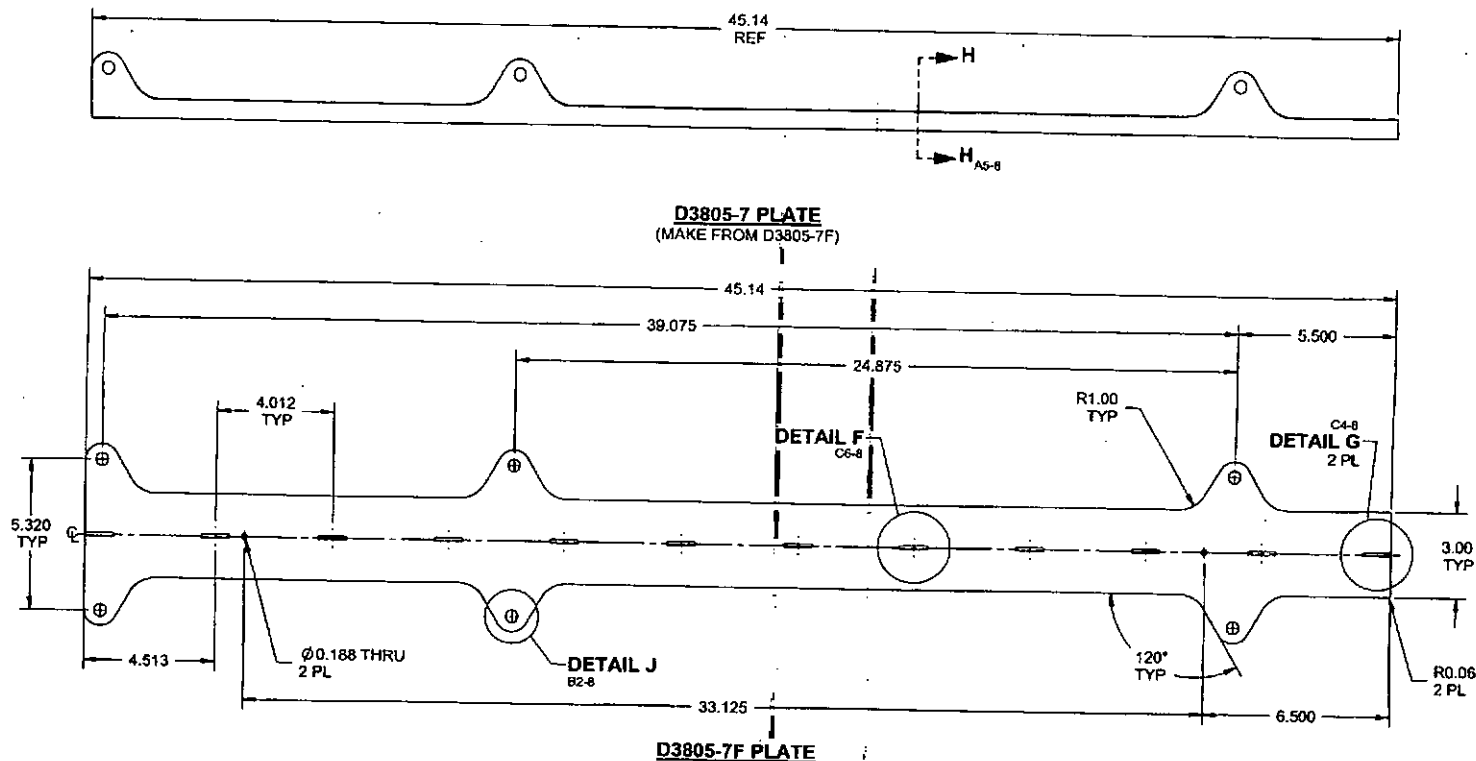 45.14
REF
H
H A5-8
D3805-7 PLATE
(MAKE FROM D3805-7F)
45.14
39.075
5.500
24.875
4.012
TYP
R1.00
TYP
DETAIL F
C6-8
C4-8
DETAIL G
2 PL
5.320
TYP
CL
3.00
TYP
4.513
Ø0.188 THRU
2 PL
DETAIL J
B2-8
120°
TYP
R0.06
2 PL
33.125
6.500
D3805-7F PLATE